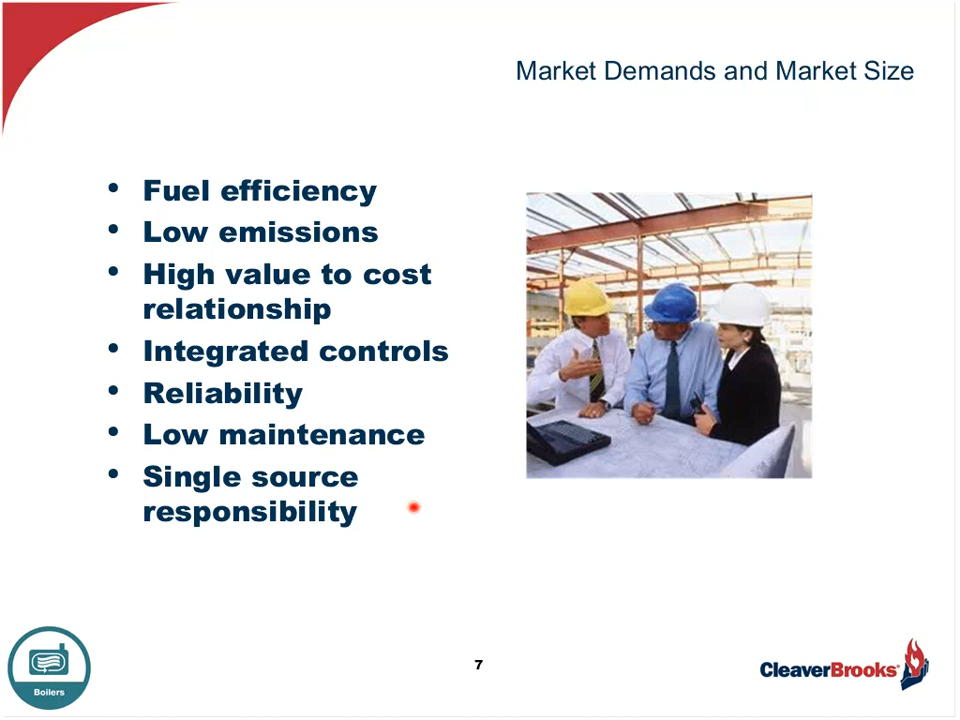 Market Demands and Market Size
• Fuel efficiency
• Low emissions
• High value to cost
relationship
• Integrated controls
• Reliability
• Low maintenance
• Single source
responsibility
Boilers
7
CleaverBrooks®